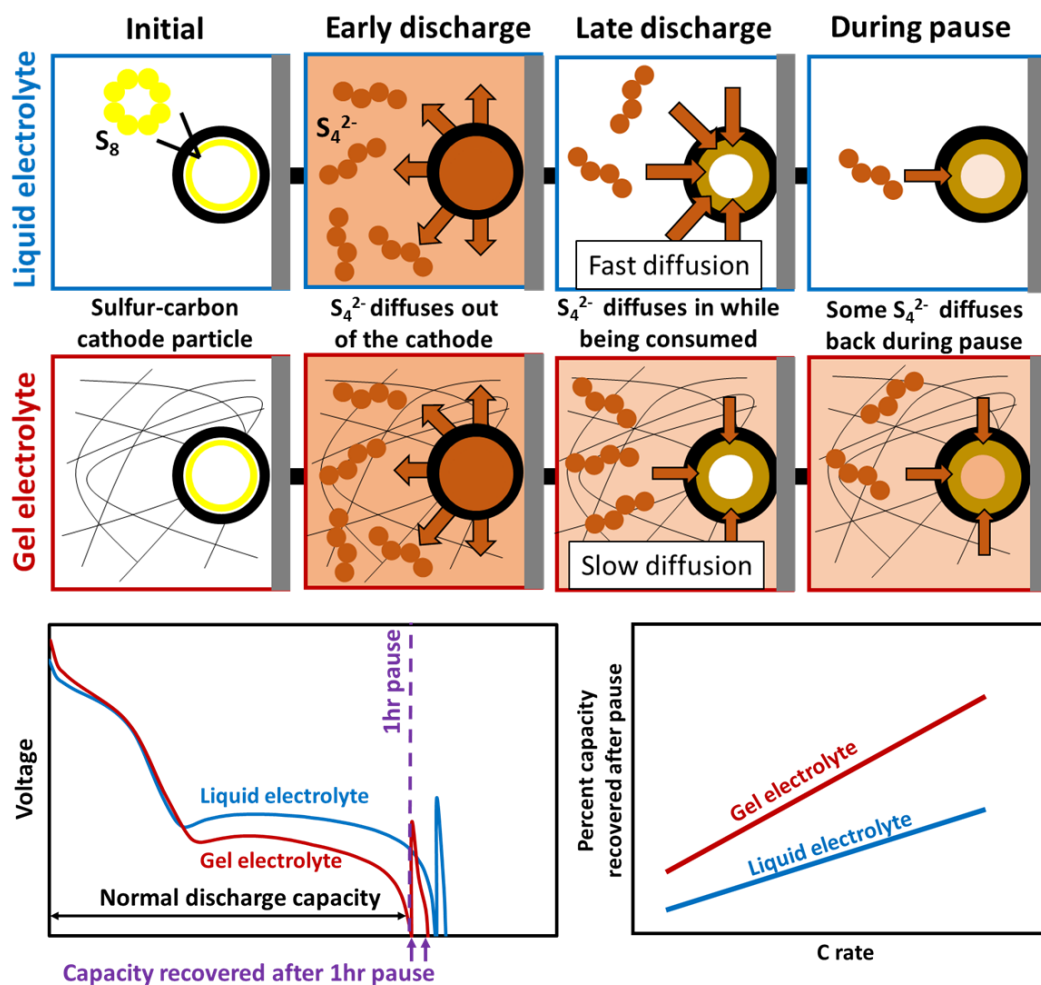 Initial
Early discharge
Late discharge
During pause
Liquid electrolyte
S₈
S₄²⁻
Fast diffusion
Sulfur-carbon
cathode particle
S₄²⁻ diffuses out
of the cathode
S₄²⁻ diffuses in while
being consumed
Some S₄²⁻ diffuses
back during pause
Gel electrolyte
Slow diffusion
Voltage
1hr pause
Liquid electrolyte
Gel electrolyte
Normal discharge capacity
Capacity recovered after 1hr pause
Percent capacity
recovered after pause
Gel electrolyte
Liquid electrolyte
C rate